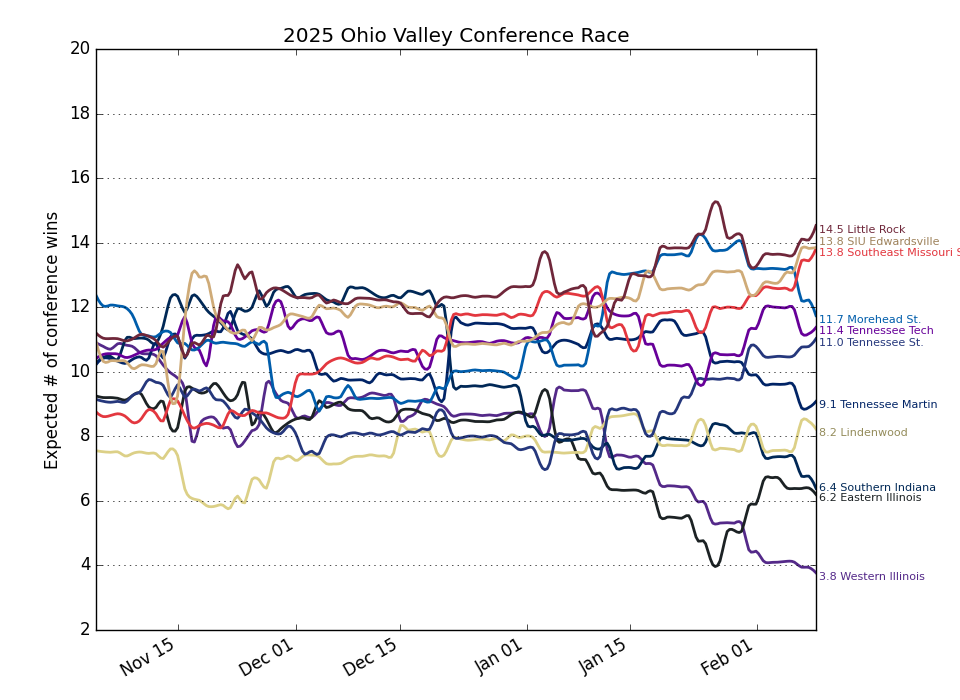 2025 Ohio Valley Conference Race
Expected # of conference wins
20
18
16
14
12
10
8
6
4
2
Nov 15
Dec 01
Dec 15
Jan 01
Jan 15
Feb 01
14.5 Little Rock
13.8 SIU Edwardsville
13.8 Southeast Missouri S
11.7 Morehead St.
11.4 Tennessee Tech
11.0 Tennessee St.
9.1 Tennessee Martin
8.2 Lindenwood
6.4 Southern Indiana
6.2 Eastern Illinois
3.8 Western Illinois